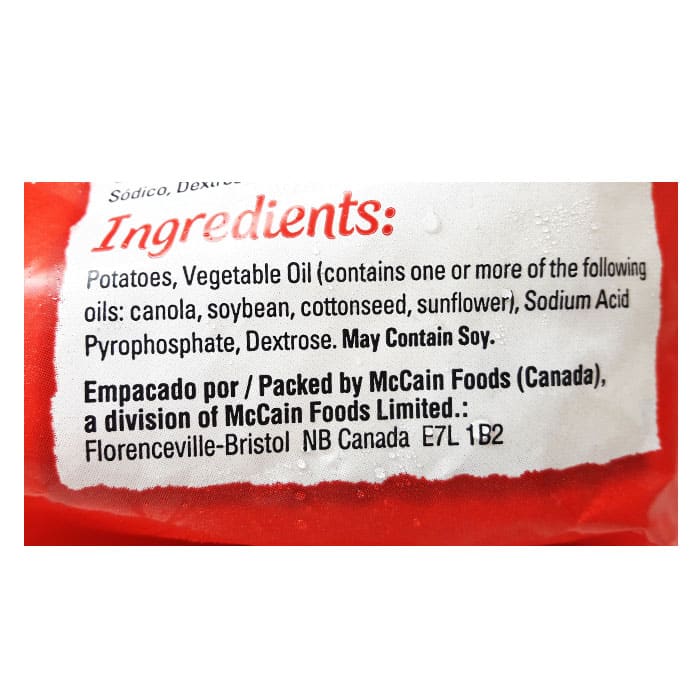 Sódico,
Ingredients:
Potatoes, Vegetable Oil (contains one or more of the following
oils: canola, soybean, cottonseed, sunflower), Sodium Acid
Pyrophosphate, Dextrose. May Contain Soy.
Empacado por / Packed by McCain Foods (Canada),
a division of McCain Foods Limited.:
Florenceville-Bristol NB Canada E7L 1B2